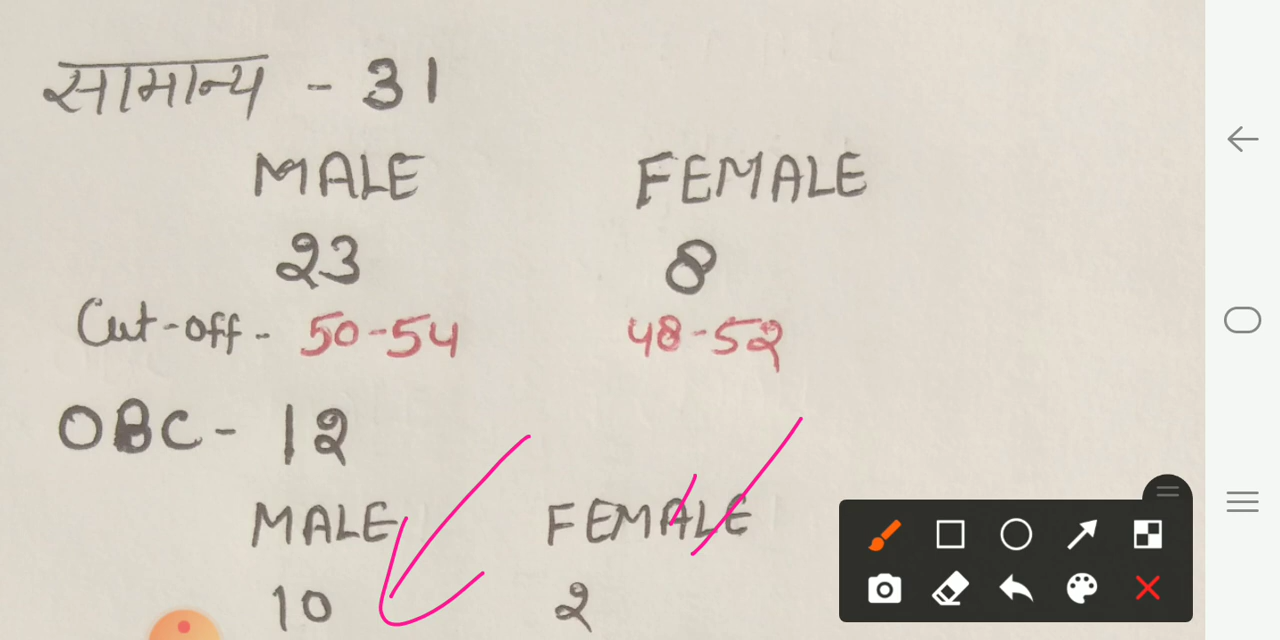 सामान्य - 31
MALE FEMALE
23 8
Cut-off - 50-54 48-52
OBC - 12
MALE FEMALE
10 2